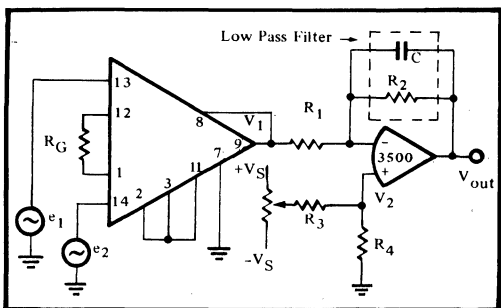 Low Pass Filter
C
R2
13
12
RG
1
14
8
V1
9
7
11
3
2
+VS
-VS
R1
-
3500
+
V2
R3
R4
Vout
e1
e2